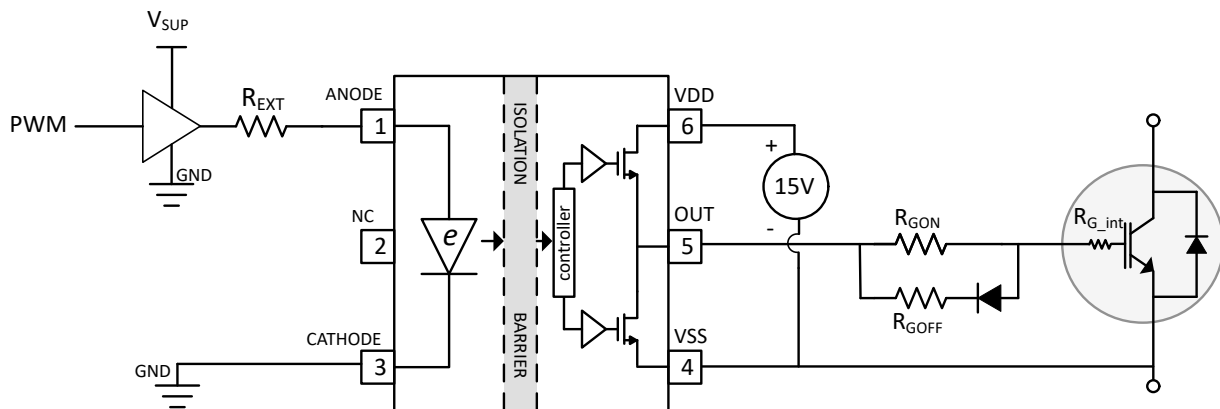 VSUP
PWM
REXT
GND
ANODE
1
NC
2
CATHODE
3
GND
e
ISOLATION
BARRIER
controller
VDD
6
OUT
5
VSS
4
+
15V
-
RGON
RGOFF
RG_int